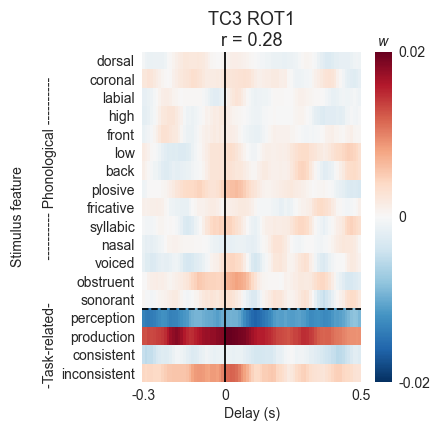 TC3 ROT1
r = 0.28
w
dorsal
coronal
labial
high
front
low
back
plosive
fricative
syllabic
nasal
voiced
obstruent
sonorant
perception
production
consistent
inconsistent
Stimulus feature
-Task-related-
----------- Phonological -----------
0.02
0
-0.02
-0.3
0
0.5
Delay (s)